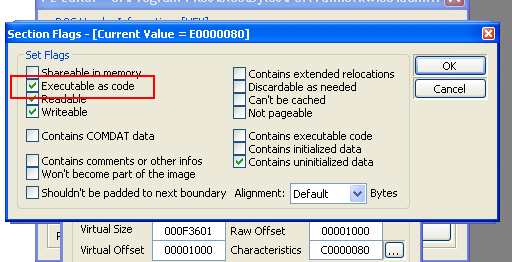 Section Flags - [Current Value = E0000080]
Set Flags
Shareable in memory
Executable as code
Readable
Writeable
Contains COMDAT data
Contains comments or other infos
Won't become part of the image
Shouldn't be padded to next boundary
Contains extended relocations
Discardable as needed
Can't be cached
Not pageable
Contains executable code
Contains initialized data
Contains uninitialized data
Alignment: Default Bytes
OK
Cancel
Virtual Size 000F3601 Raw Offset 00001000
Virtual Offset 00001000 Characteristics C0000080 ...